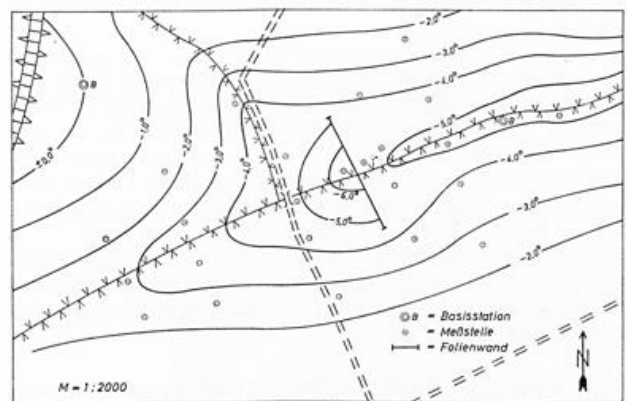 -2,0°
-3,0°
-4,0°
B
-1,0°
-5,0°
±0,0°
-2,0°
-3,0°
-4,0°
B
-6,0°
-5,0°
-4,0°
-3,0°
-2,0°
B = Basisstation
= Meßstelle
= Folienwand
N
M = 1 : 2000